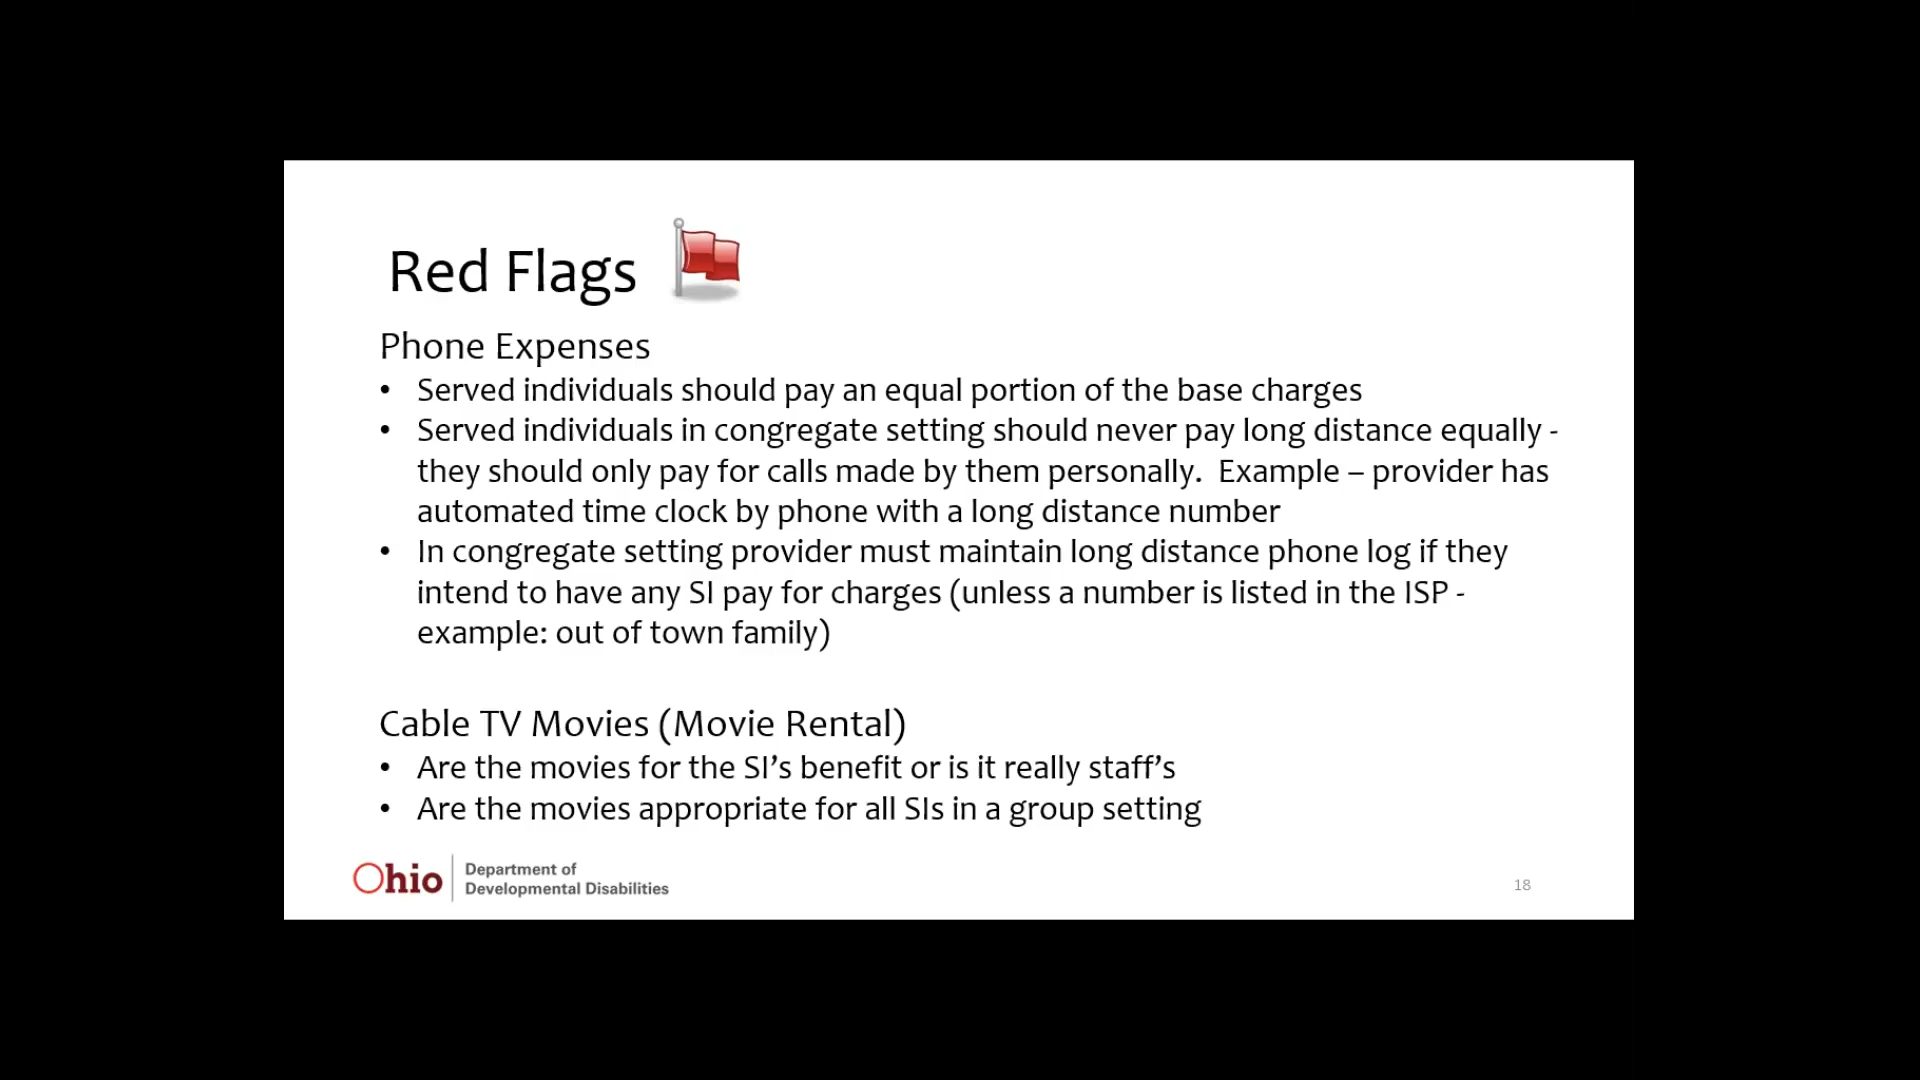 Red Flags
Phone Expenses
• Served individuals should pay an equal portion of the base charges
• Served individuals in congregate setting should never pay long distance equally -
they should only pay for calls made by them personally.  Example – provider has
automated time clock by phone with a long distance number
• In congregate setting provider must maintain long distance phone log if they
intend to have any SI pay for charges (unless a number is listed in the ISP -
example: out of town family)
Cable TV Movies (Movie Rental)
• Are the movies for the SI’s benefit or is it really staff’s
• Are the movies appropriate for all SIs in a group setting
Ohio
Department of
Developmental Disabilities
18